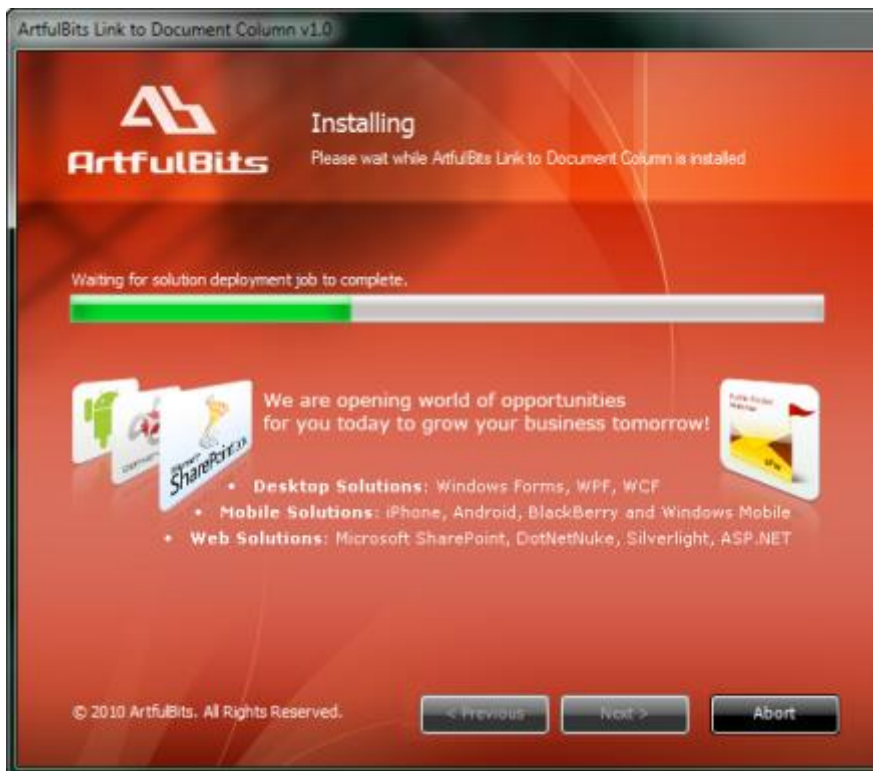 ArtfulBits Link to Document Column v1.0
ArtfulBits
Installing
Please wait while ArtfulBits Link to Document Column is installed
Waiting for solution deployment job to complete.
We are opening world of opportunities
for you today to grow your business tomorrow!
Microsoft
SharePoint
• Desktop Solutions: Windows Forms, WPF, WCF
• Mobile Solutions: iPhone, Android, BlackBerry and Windows Mobile
• Web Solutions: Microsoft SharePoint, DotNetNuke, Silverlight, ASP.NET
© 2010 ArtfulBits. All Rights Reserved.
< Previous
Next >
Abort